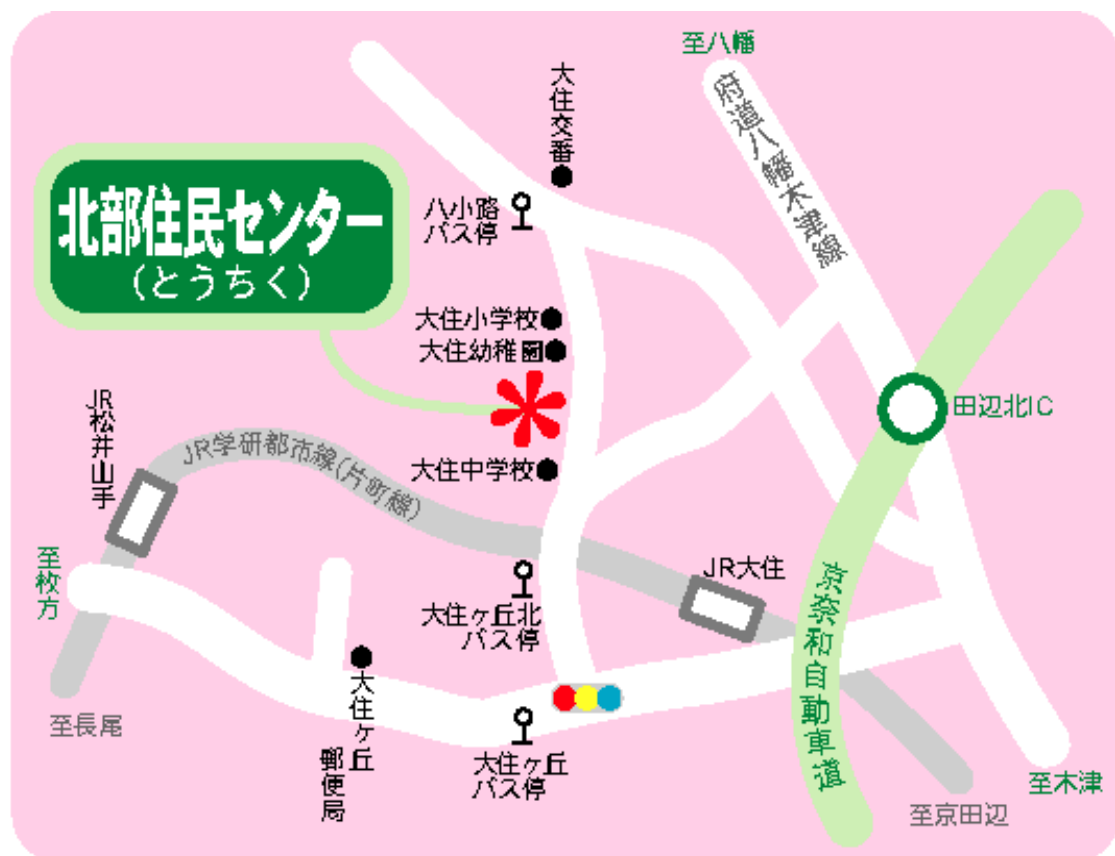 至八幡
大住交番
府道八幡木津線
北部住民センター
(とうちく)
八小路
バス停
大住小学校
大住幼稚園
田辺北IC
JR松井山手
JR学研都市線(片町線)
大住中学校
至枚方
JR大住
京奈和自動車道
大住ヶ丘北
バス停
大住ヶ丘
郵便局
至長尾
大住ヶ丘
バス停
至木津
至京田辺